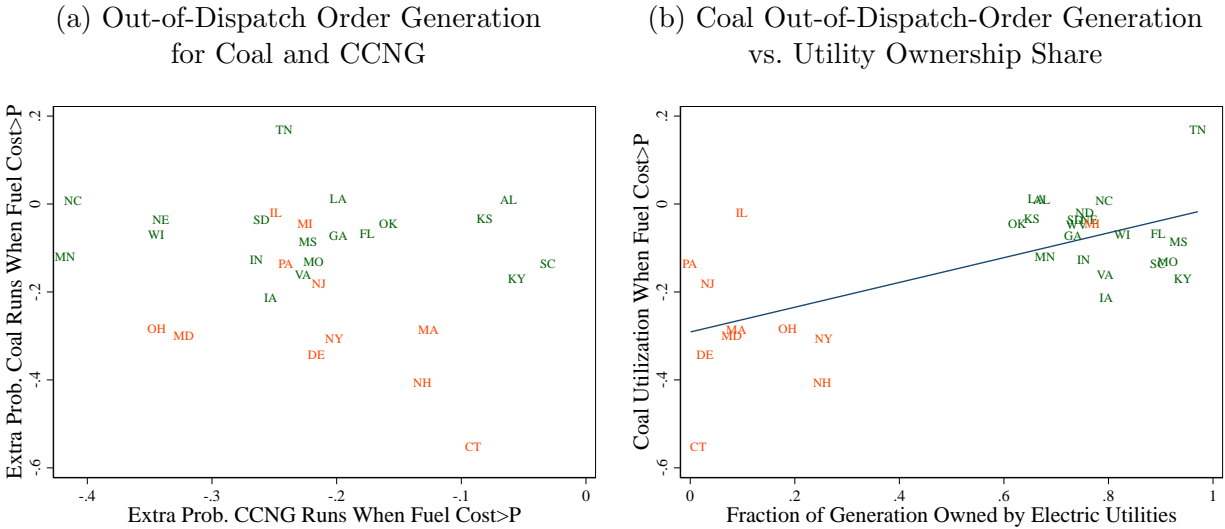 (a) Out-of-Dispatch Order Generation
for Coal and CCNG
Extra Prob. Coal Runs When Fuel Cost>P
.2
0
-.2
-.4
-.6
TN
NC
LA
AL
IL
NE
SD
MI
OK
KS
WI
GA
FL
MS
MN
IN
PA
MO
SC
VA
NJ
KY
IA
OH
MD
NY
MA
DE
NH
CT
-.4
-.3
-.2
-.1
0
Extra Prob. CCNG Runs When Fuel Cost>P
(b) Coal Out-of-Dispatch-Order Generation
vs. Utility Ownership Share
Coal Utilization When Fuel Cost>P
.2
0
-.2
-.4
-.6
TN
LA
AL
NC
IL
ND
KS
SD
NE
OK
WV
MI
GA
WI
FL
MS
MN
IN
PA
SC
MO
VA
KY
NJ
IA
MA
OH
MD
NY
DE
NH
CT
0
.2
.4
.6
.8
1
Fraction of Generation Owned by Electric Utilities